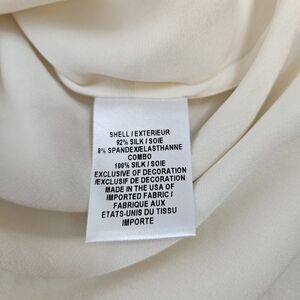 SHELL / EXTERIEUR
92% SILK / SOIE
8% SPANDEX/ELASTHANNE
COMBO
100% SILK / SOIE
EXCLUSIVE OF DECORATION
/EXCLUSIF DE DECORATION
MADE IN THE USA OF
IMPORTED FABRIC /
FABRIQUE AUX
ETATS-UNIS DU TISSU
IMPORTE